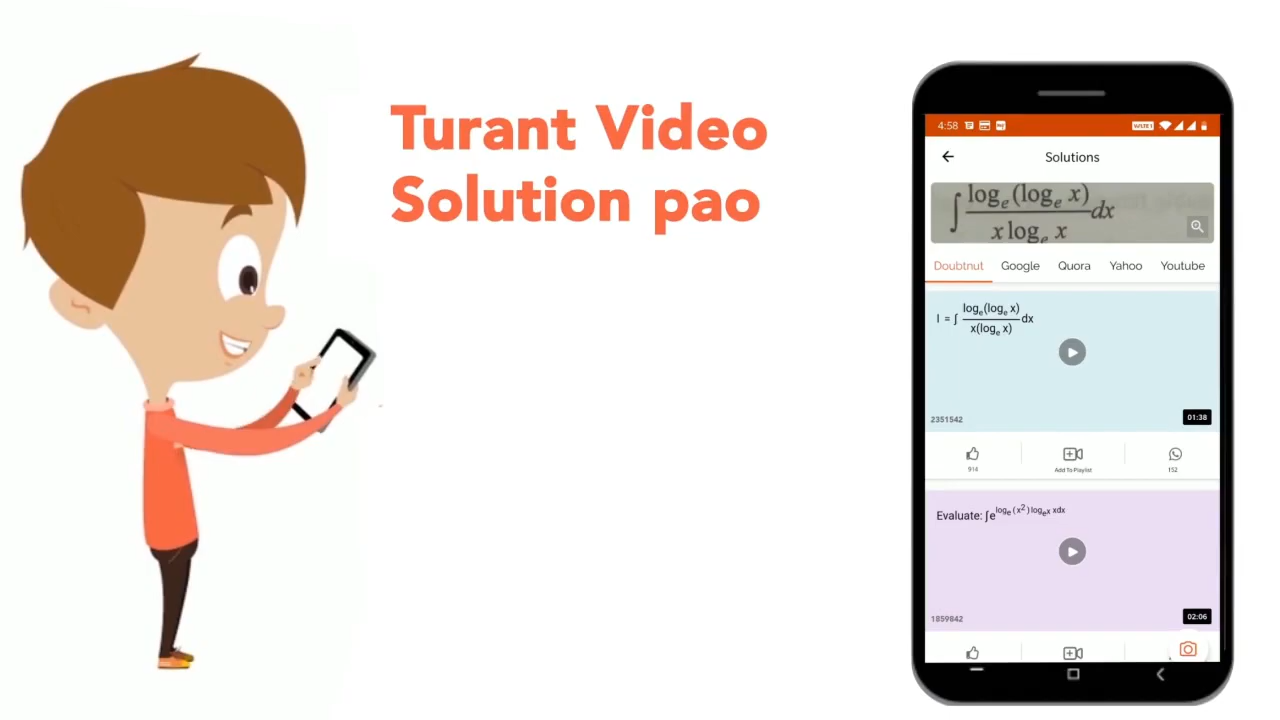 Turant Video
Solution pao
4:58
VoLTE1
Solutions
∫ logₑ(logₑ x) / x logₑ x dx
Doubtnut Google Quora Yahoo Youtube
I = ∫ logₑ(logₑ x) / x(logₑ x) dx
2351542 01:38
914 Add To Playlist 152
Evaluate: ∫e^logₑ(x²)logₑx xdx
1859842 02:06